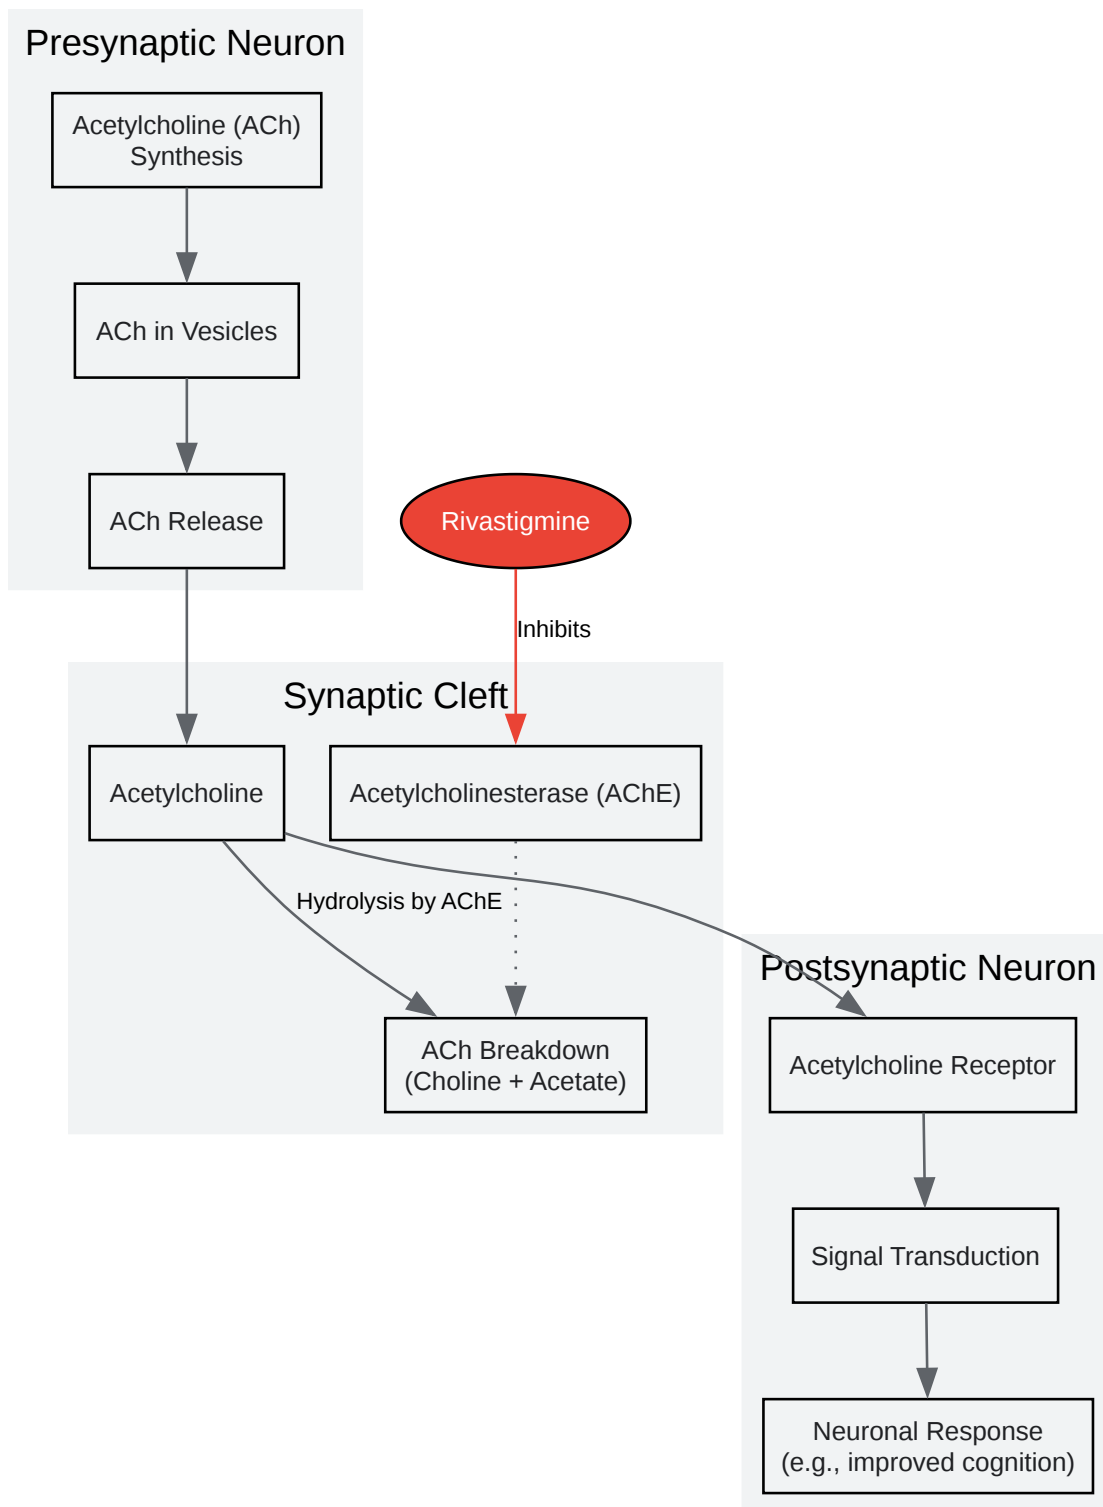 Presynaptic Neuron
Acetylcholine (ACh)
Synthesis
ACh in Vesicles
ACh Release
Rivastigmine
Inhibits
Synaptic Cleft
Acetylcholine
Acetylcholinesterase (AChE)
Hydrolysis by AChE
ACh Breakdown
(Choline + Acetate)
Postsynaptic Neuron
Acetylcholine Receptor
Signal Transduction
Neuronal Response
(e.g., improved cognition)